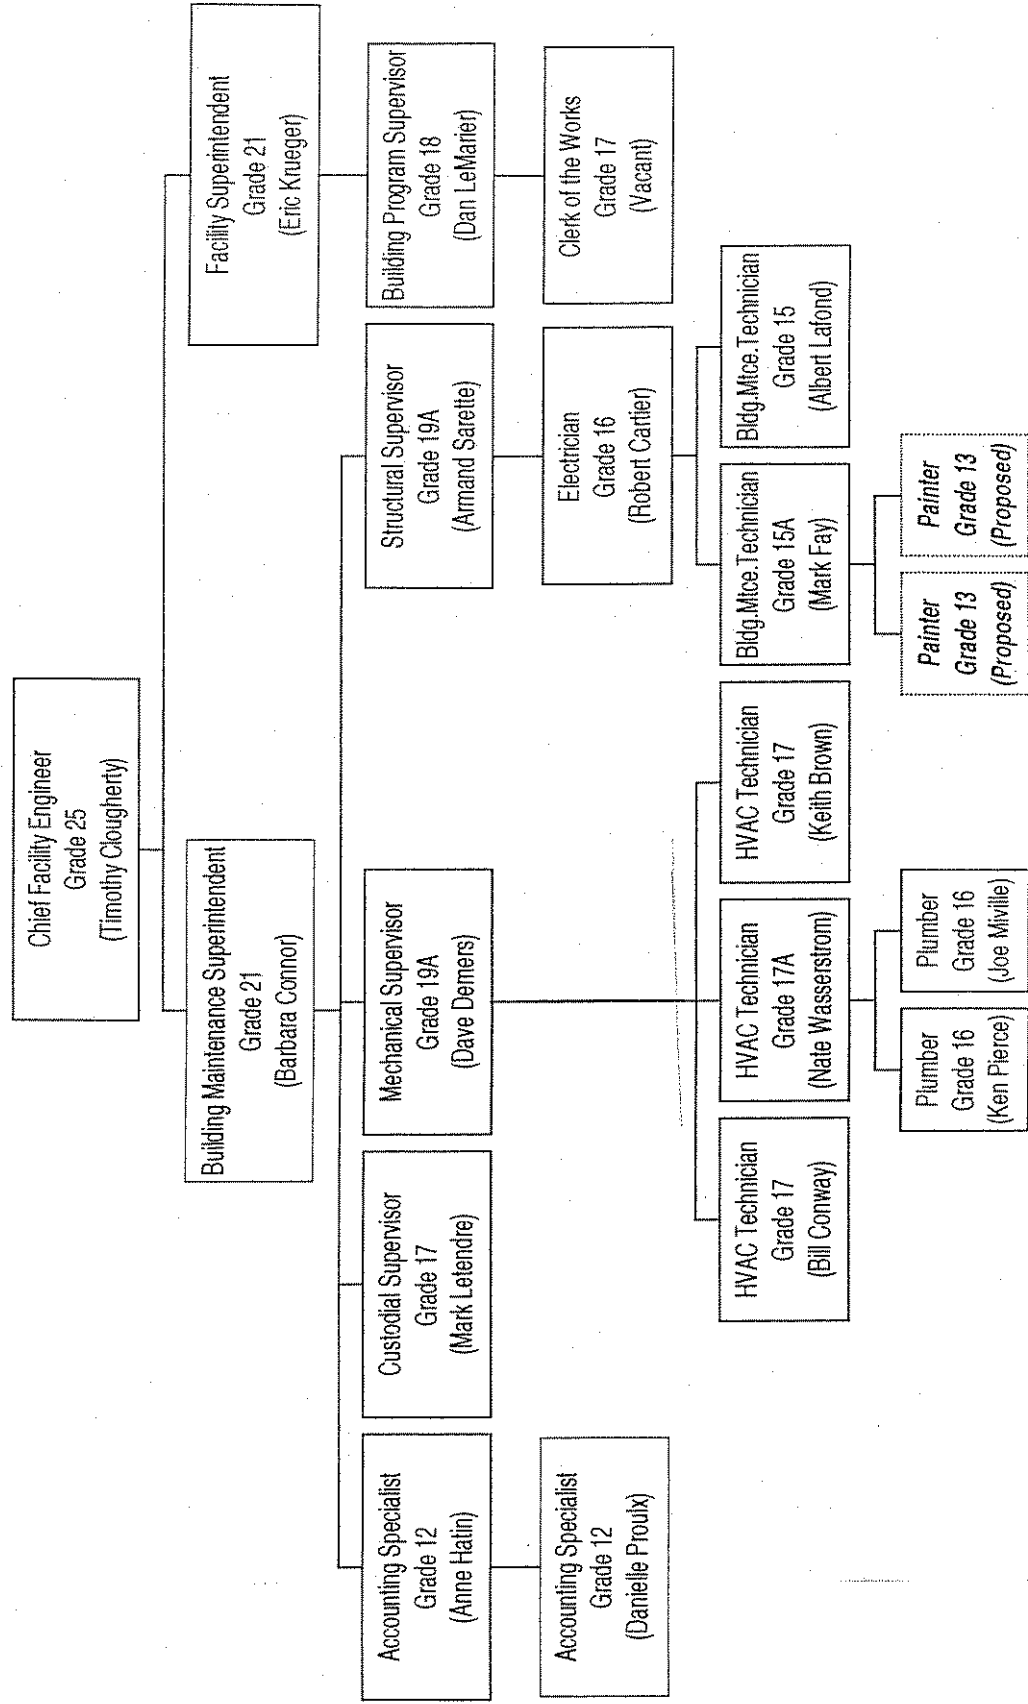 Chief Facility Engineer
Grade 25
(Timothy Clougherty)
Building Maintenance Superintendent
Grade 21
(Barbara Connor)
Facility Superintendent
Grade 21
(Eric Krueger)
Accounting Specialist
Grade 12
(Anne Hatin)
Custodial Supervisor
Grade 17
(Mark Letendre)
Mechanical Supervisor
Grade 19A
(Dave Demers)
Structural Supervisor
Grade 19A
(Armand Sarette)
Building Program Supervisor
Grade 18
(Dan LeMarier)
Accounting Specialist
Grade 12
(Danielle Prouix)
Electrician
Grade 16
(Robert Cartier)
Clerk of the Works
Grade 17
(Vacant)
HVAC Technician
Grade 17
(Bill Conway)
HVAC Technician
Grade 17A
(Nate Wasserstrom)
HVAC Technician
Grade 17
(Keith Brown)
Bldg.Mtce.Technician
Grade 15A
(Mark Fay)
Bldg.Mtce.Technician
Grade 15
(Albert Lafond)
Plumber
Grade 16
(Ken Pierce)
Plumber
Grade 16
(Joe Miville)
Painter
Grade 13
(Proposed)
Painter
Grade 13
(Proposed)